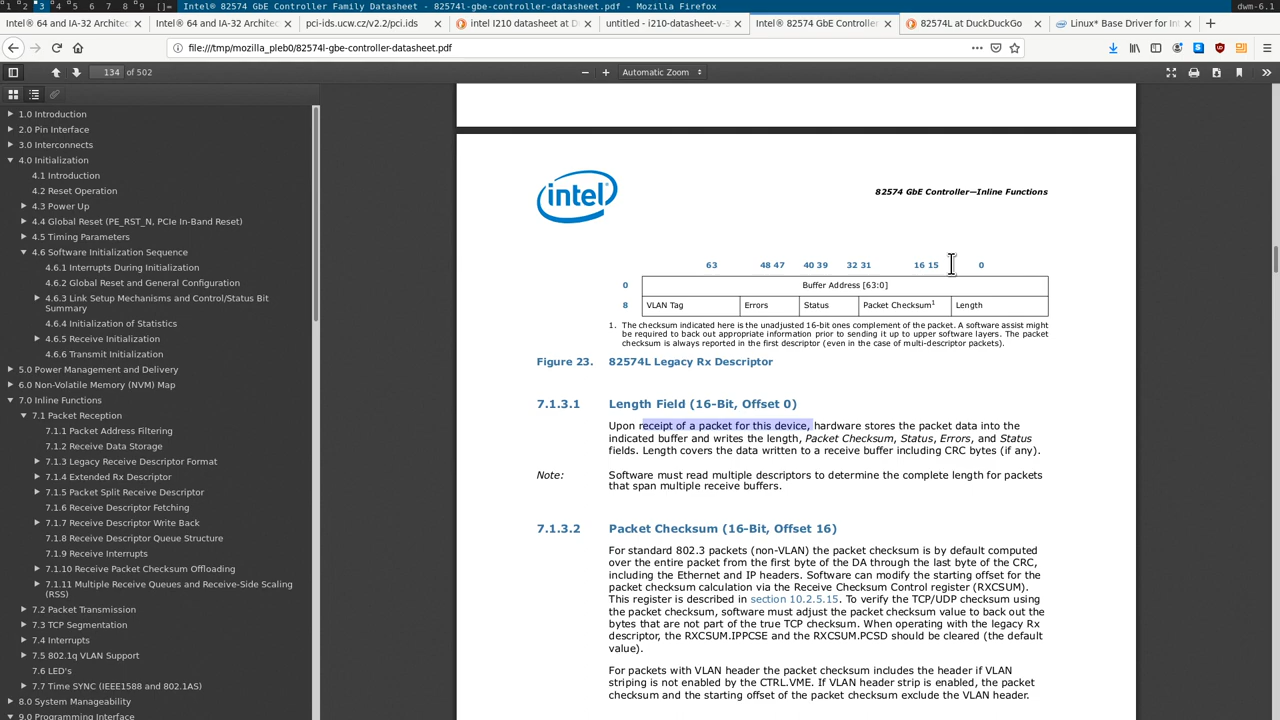 1 2 3 4 5 6 7 8 9 []= Intel® 82574 GbE Controller Family Datasheet - 82574l-gbe-controller-datasheet.pdf - Mozilla Firefox dwm-6.1
Intel® 64 and IA-32 Architec Intel® 64 and IA-32 Architec pci-ids.ucw.cz/v2.2/pci.ids intel I210 datasheet at D untitled - i210-datasheet-v-3 Intel® 82574 GbE Controlle 82574L at DuckDuckGo Linux* Base Driver for Int
file:///tmp/mozilla_pleb0/82574l-gbe-controller-datasheet.pdf
134 of 502 Automatic Zoom
1.0 Introduction
2.0 Pin Interface
3.0 Interconnects
4.0 Initialization
4.1 Introduction
4.2 Reset Operation
4.3 Power Up
4.4 Global Reset (PE_RST_N, PCIe In-Band Reset)
4.5 Timing Parameters
4.6 Software Initialization Sequence
4.6.1 Interrupts During Initialization
4.6.2 Global Reset and General Configuration
4.6.3 Link Setup Mechanisms and Control/Status Bit
Summary
4.6.4 Initialization of Statistics
4.6.5 Receive Initialization
4.6.6 Transmit Initialization
5.0 Power Management and Delivery
6.0 Non-Volatile Memory (NVM) Map
7.0 Inline Functions
7.1 Packet Reception
7.1.1 Packet Address Filtering
7.1.2 Receive Data Storage
7.1.3 Legacy Receive Descriptor Format
7.1.4 Extended Rx Descriptor
7.1.5 Packet Split Receive Descriptor
7.1.6 Receive Descriptor Fetching
7.1.7 Receive Descriptor Write Back
7.1.8 Receive Descriptor Queue Structure
7.1.9 Receive Interrupts
7.1.10 Receive Packet Checksum Offloading
7.1.11 Multiple Receive Queues and Receive-Side Scaling
(RSS)
7.2 Packet Transmission
7.3 TCP Segmentation
7.4 Interrupts
7.5 802.1q VLAN Support
7.6 LED's
7.7 Time SYNC (IEEE1588 and 802.1AS)
8.0 System Manageability
9.0 Programming Interface
intel
82574 GbE Controller—Inline Functions
63 48 47 40 39 32 31 16 15 0
0 Buffer Address [63:0]
8 VLAN Tag Errors Status Packet Checksum1 Length
1. The checksum indicated here is the unadjusted 16-bit ones complement of the packet. A software assist might
be required to back out appropriate information prior to sending it up to upper software layers. The packet
checksum is always reported in the first descriptor (even in the case of multi-descriptor packets).
Figure 23. 82574L Legacy Rx Descriptor
7.1.3.1 Length Field (16-Bit, Offset 0)
Upon receipt of a packet for this device, hardware stores the packet data into the
indicated buffer and writes the length, Packet Checksum, Status, Errors, and Status
fields. Length covers the data written to a receive buffer including CRC bytes (if any).
Note: Software must read multiple descriptors to determine the complete length for packets
that span multiple receive buffers.
7.1.3.2 Packet Checksum (16-Bit, Offset 16)
For standard 802.3 packets (non-VLAN) the packet checksum is by default computed
over the entire packet from the first byte of the DA through the last byte of the CRC,
including the Ethernet and IP headers. Software can modify the starting offset for the
packet checksum calculation via the Receive Checksum Control register (RXCSUM).
This register is described in section 10.2.5.15. To verify the TCP/UDP checksum using
the packet checksum, software must adjust the packet checksum value to back out the
bytes that are not part of the true TCP checksum. When operating with the legacy Rx
descriptor, the RXCSUM.IPPCSE and the RXCSUM.PCSD should be cleared (the default
value).
For packets with VLAN header the packet checksum includes the header if VLAN
striping is not enabled by the CTRL.VME. If VLAN header strip is enabled, the packet
checksum and the starting offset of the packet checksum exclude the VLAN header.